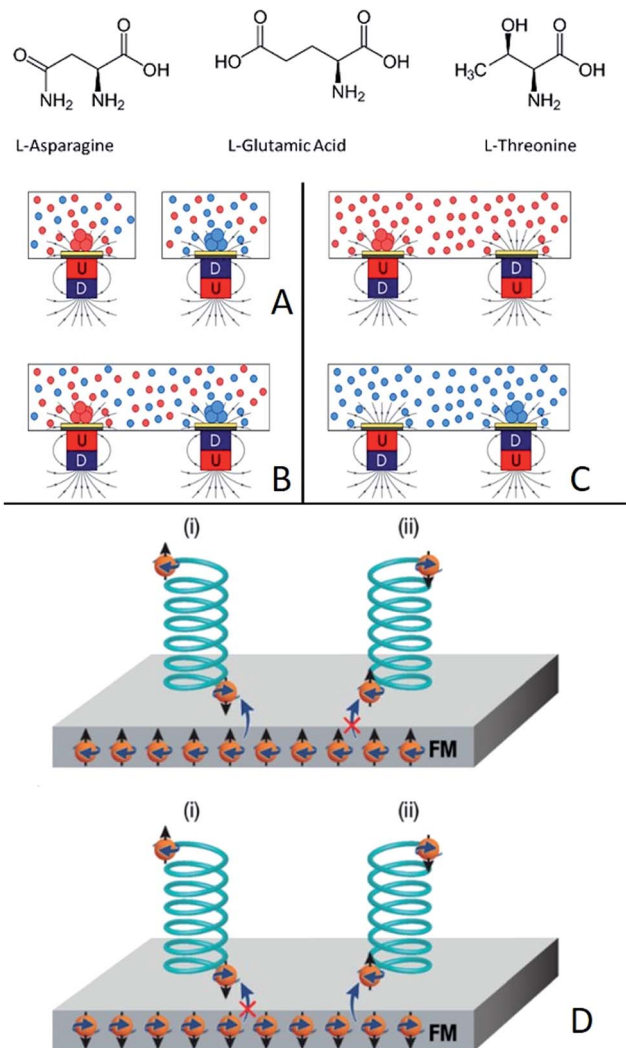 O
O
O
O
O
OH
O
OH
HO
OH
OH
H₃C
NH₂
NH₂
NH₂
NH₂
L-Asparagine
L-Glutamic Acid
L-Threonine
U
D
D
U
A
U
D
D
U
U
D
D
U
B
U
D
D
U
C
(i)
(ii)
FM
(i)
(ii)
FM
D